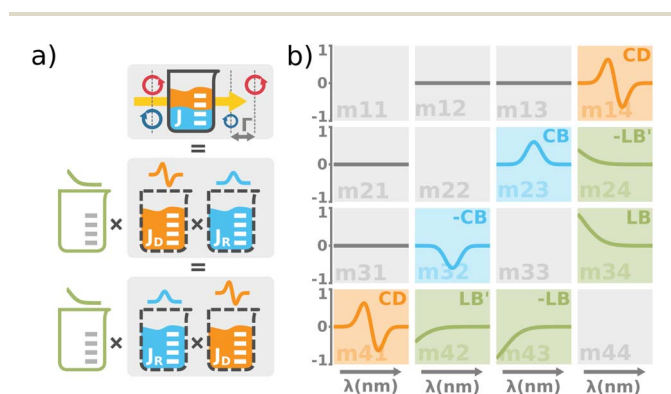 a)
J
Γ
=
× J_D × J_R
=
× J_R × J_D
b)
1 CD
0
-1 m11 m12 m13 m14
1 CB -LB'
0
-1 m21 m22 m23 m24
1 -CB LB
0
-1 m31 m32 m33 m34
1 CD LB' -LB
0
-1 m41 m42 m43 m44
λ(nm) λ(nm) λ(nm) λ(nm)